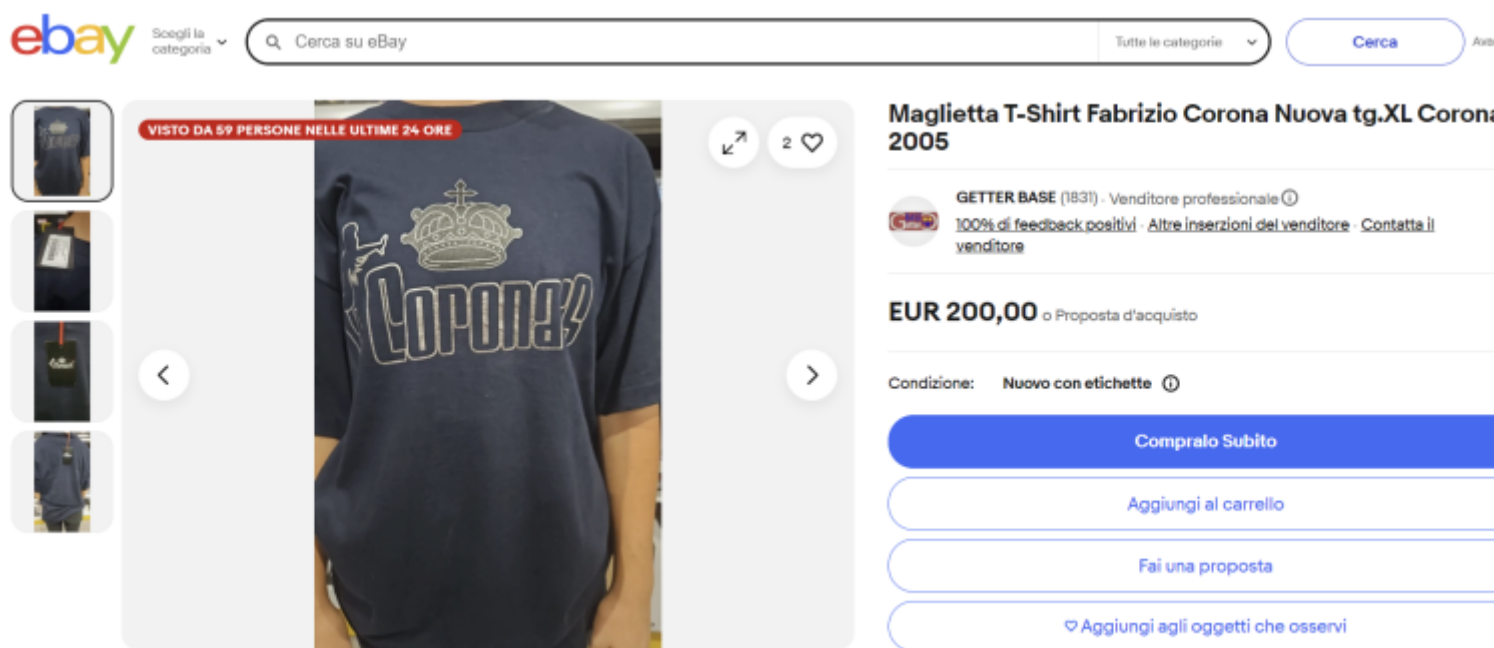 ebay
Scegli la
categoria
Cerca su eBay
Tutte le categorie
Cerca
VISTO DA 59 PERSONE NELLE ULTIME 24 ORE
2
Corona's
Maglietta T-Shirt Fabrizio Corona Nuova tg.XL Corona
2005
GETTER BASE (1831) · Venditore professionale
100% di feedback positivi · Altre inserzioni del venditore · Contatta il
venditore
EUR 200,00 o Proposta d'acquisto
Condizione: Nuovo con etichette
Compralo Subito
Aggiungi al carrello
Fai una proposta
Aggiungi agli oggetti che osservi